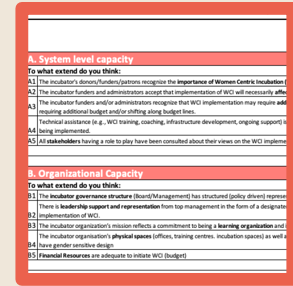 A. System level capacity
To what extend do you think:
A1 The incubator's donors/funders/patrons recognize the importance of Women Centric Incubation (
A2 The incubator funders and administrators accept that implementation of WCI will necessarily affe
A3 The incubator funders and/or administrators recognize that WCI implementation may require add
requiring additional budget and/or shifting along budget lines.
Technical assistance (e.g., WCI training, coaching, infrastructure development, ongoing support) is
A4 being implemented.
A5 All stakeholders having a role to play have been consulted about their views on the WCI impleme
B. Organizational Capacity
To what extend do you think:
B1 The incubator governance structure (Board/Management) has structured (policy driven) represe
There is leadership support and representation from top management in the form of a designate
B2 implementation of WCI.
B3 The incubator organisation's mission reflects a commitment to being a learning organization and i
The incubator organisation's physical spaces (offices, training centres. incubation spaces) as well a
B4 have gender sensitive design
B5 Financial Resources are adequate to initiate WCI (budget)